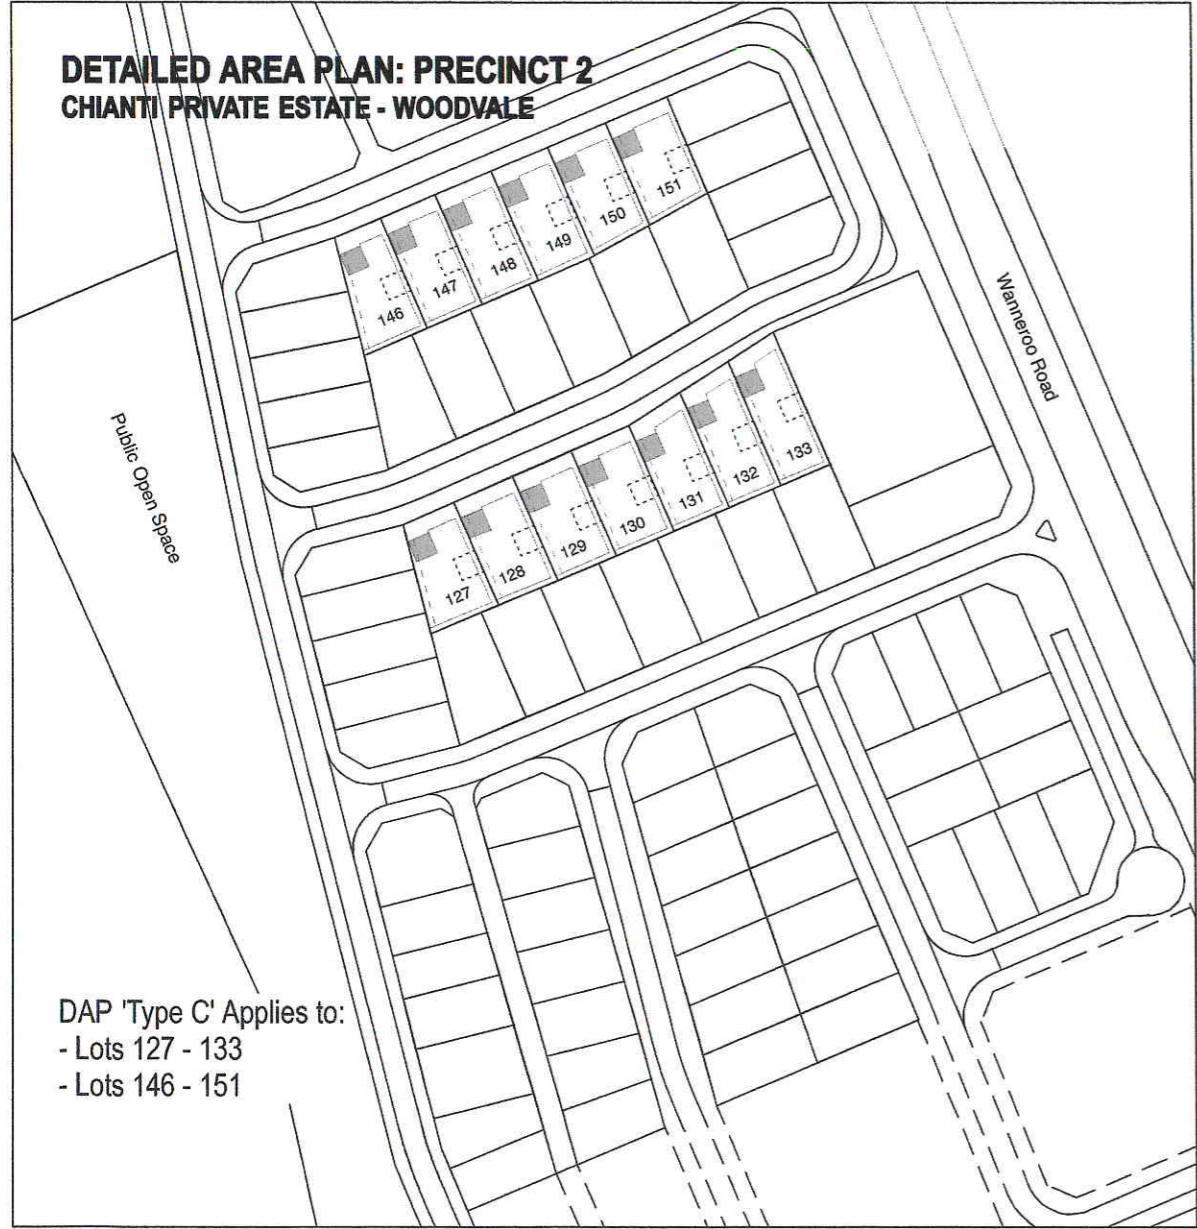 DETAILED AREA PLAN: PRECINCT 2
CHIANTI PRIVATE ESTATE - WOODVALE
151
150
149
148
147
146
Wanneroo Road
Public Open Space
133
132
131
130
129
128
127
DAP 'Type C' Applies to:
- Lots 127 - 133
- Lots 146 - 151